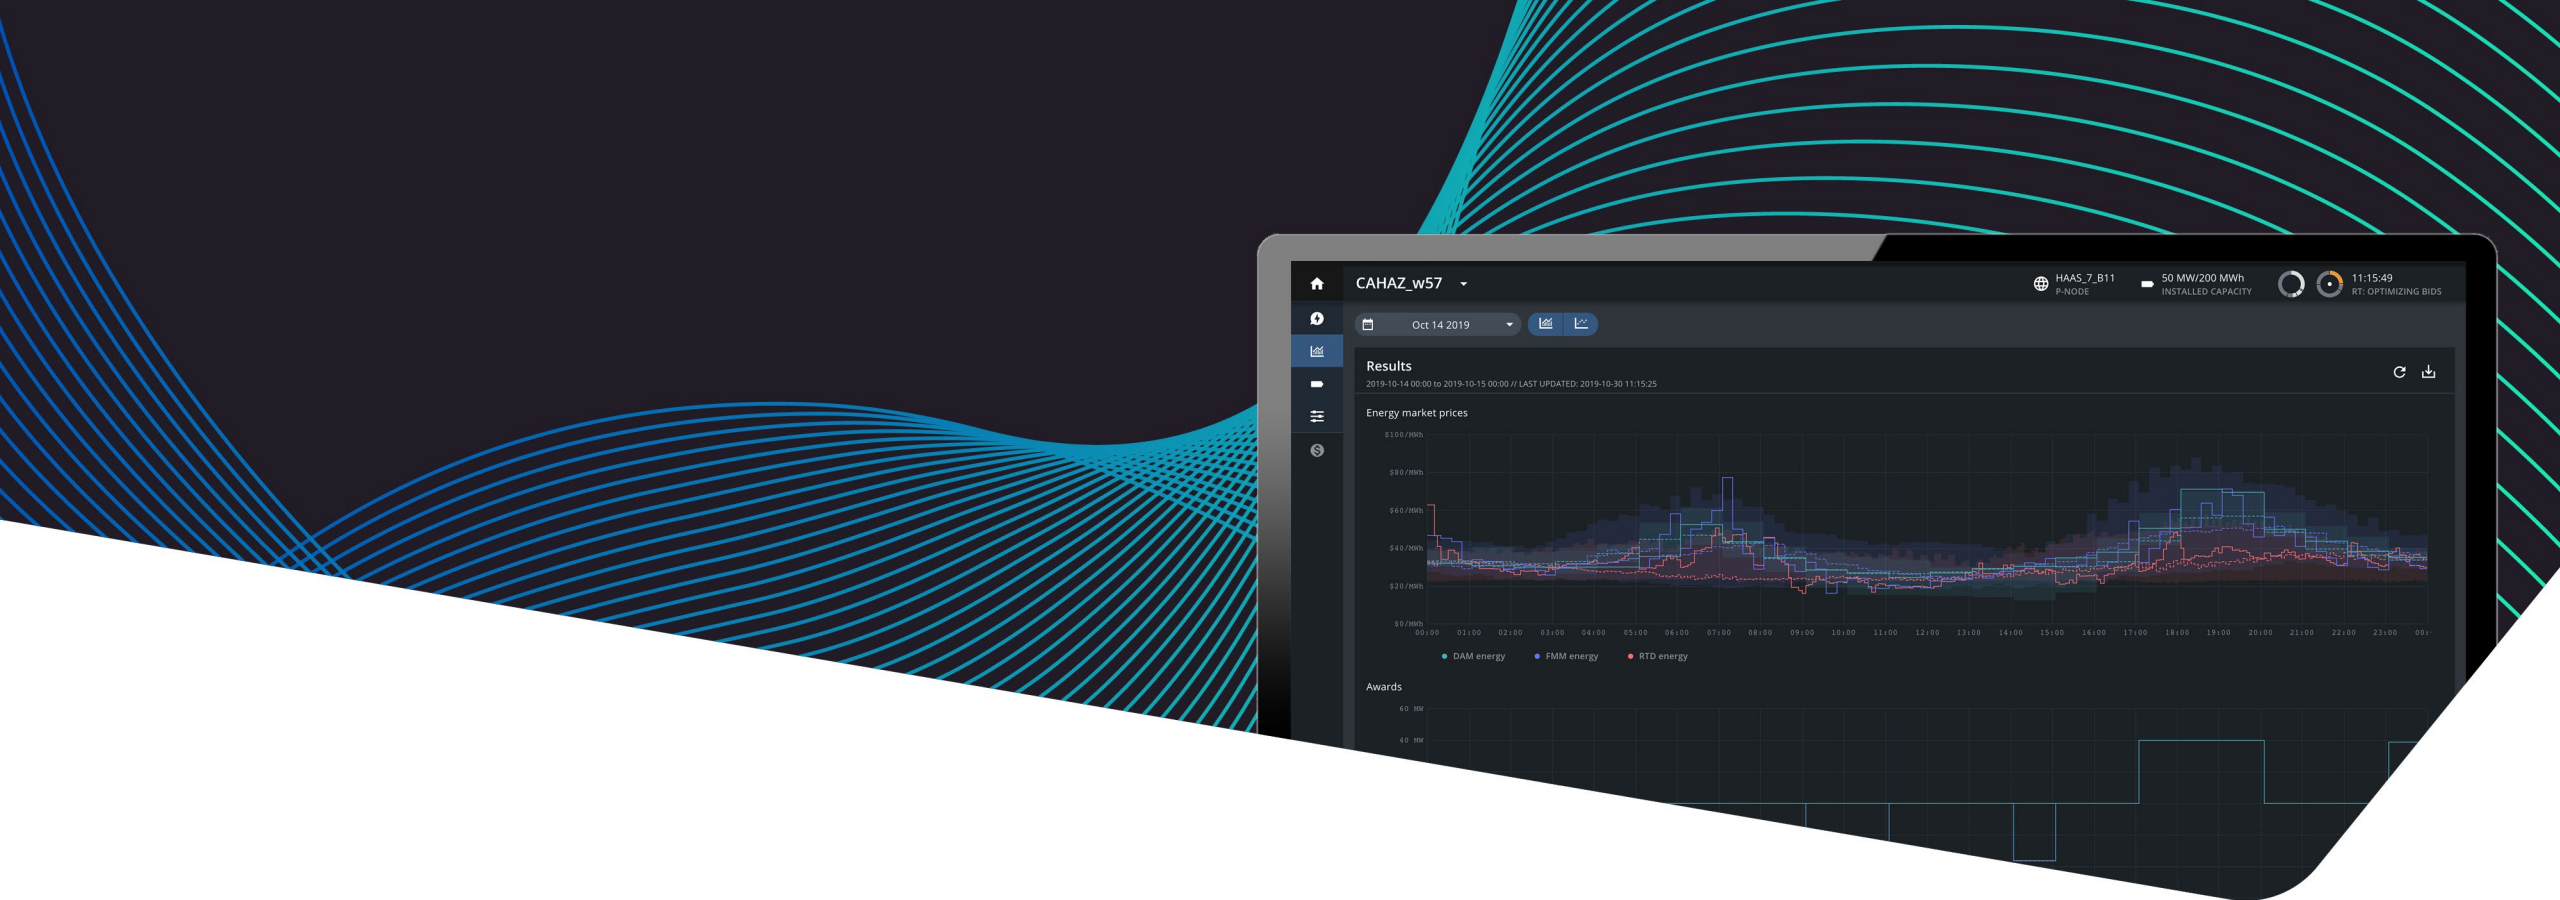 CAHAZ_w57
HAAS_7_B11
P-NODE
50 MW/200 MWh
INSTALLED CAPACITY
11:15:49
RT: OPTIMIZING BIDS
Oct 14 2019
Results
2019-10-14 00:00 to 2019-10-15 00:00 // LAST UPDATED: 2019-10-30 11:15:25
Energy market prices
$100/MWh
$80/MWh
$60/MWh
$40/MWh
$20/MWh
$0/MWh
00:00 01:00 02:00 03:00 04:00 05:00 06:00 07:00 08:00 09:00 10:00 11:00 12:00 13:00 14:00 15:00 16:00 17:00 18:00 19:00 20:00 21:00 22:00 23:00 00:
DAM energy FMM energy RTD energy
Awards
60 MW
40 MW